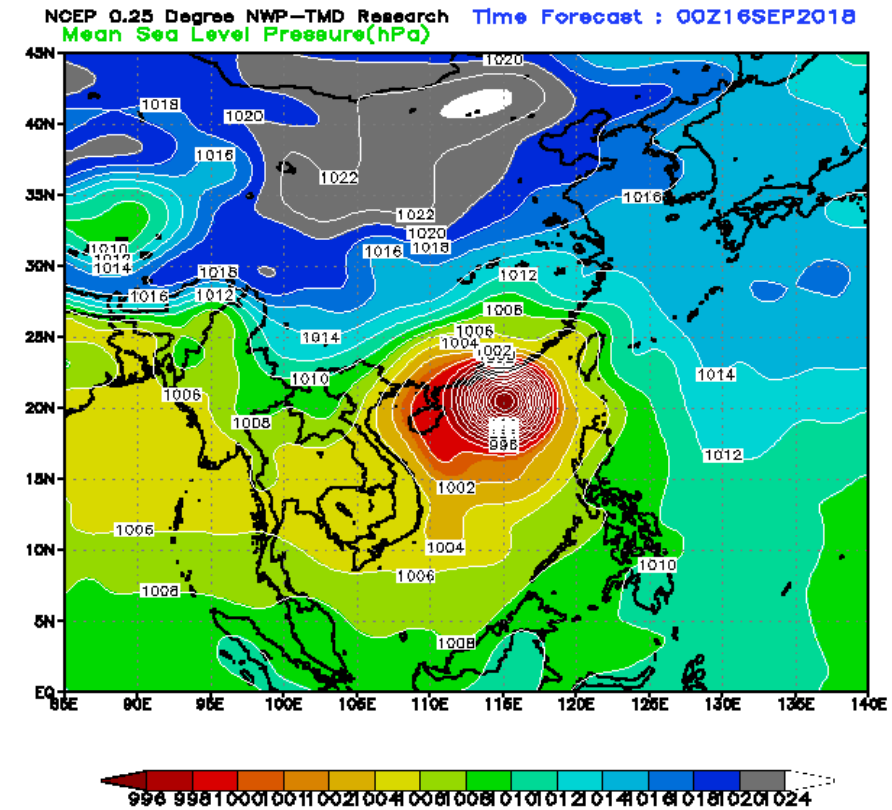 NCEP 0.25 Degree NWP-TMD Research Time Forecast : 00Z16SEP2018
Mean Sea Level Pressure(hPa)
45N
1020
1018
1020
40N
1016
1022
35N
1016
1022
1020
1016 1018
1010
1012
30N
1014
1018
1012
1016
1012
1006
25N
1014
1006
1004
1002
1014
1010
1006
20N
1008
1012
996
15N
1002
10N
1006
1004
1010
1006
1008
5N
1008
EQ
85E 90E 95E 100E 105E 110E 115E 120E 125E 130E 135E 140E
996 998 1000 1001 1002 1004 1006 1008 1010 1012 1014 1016 1018 1020 1024